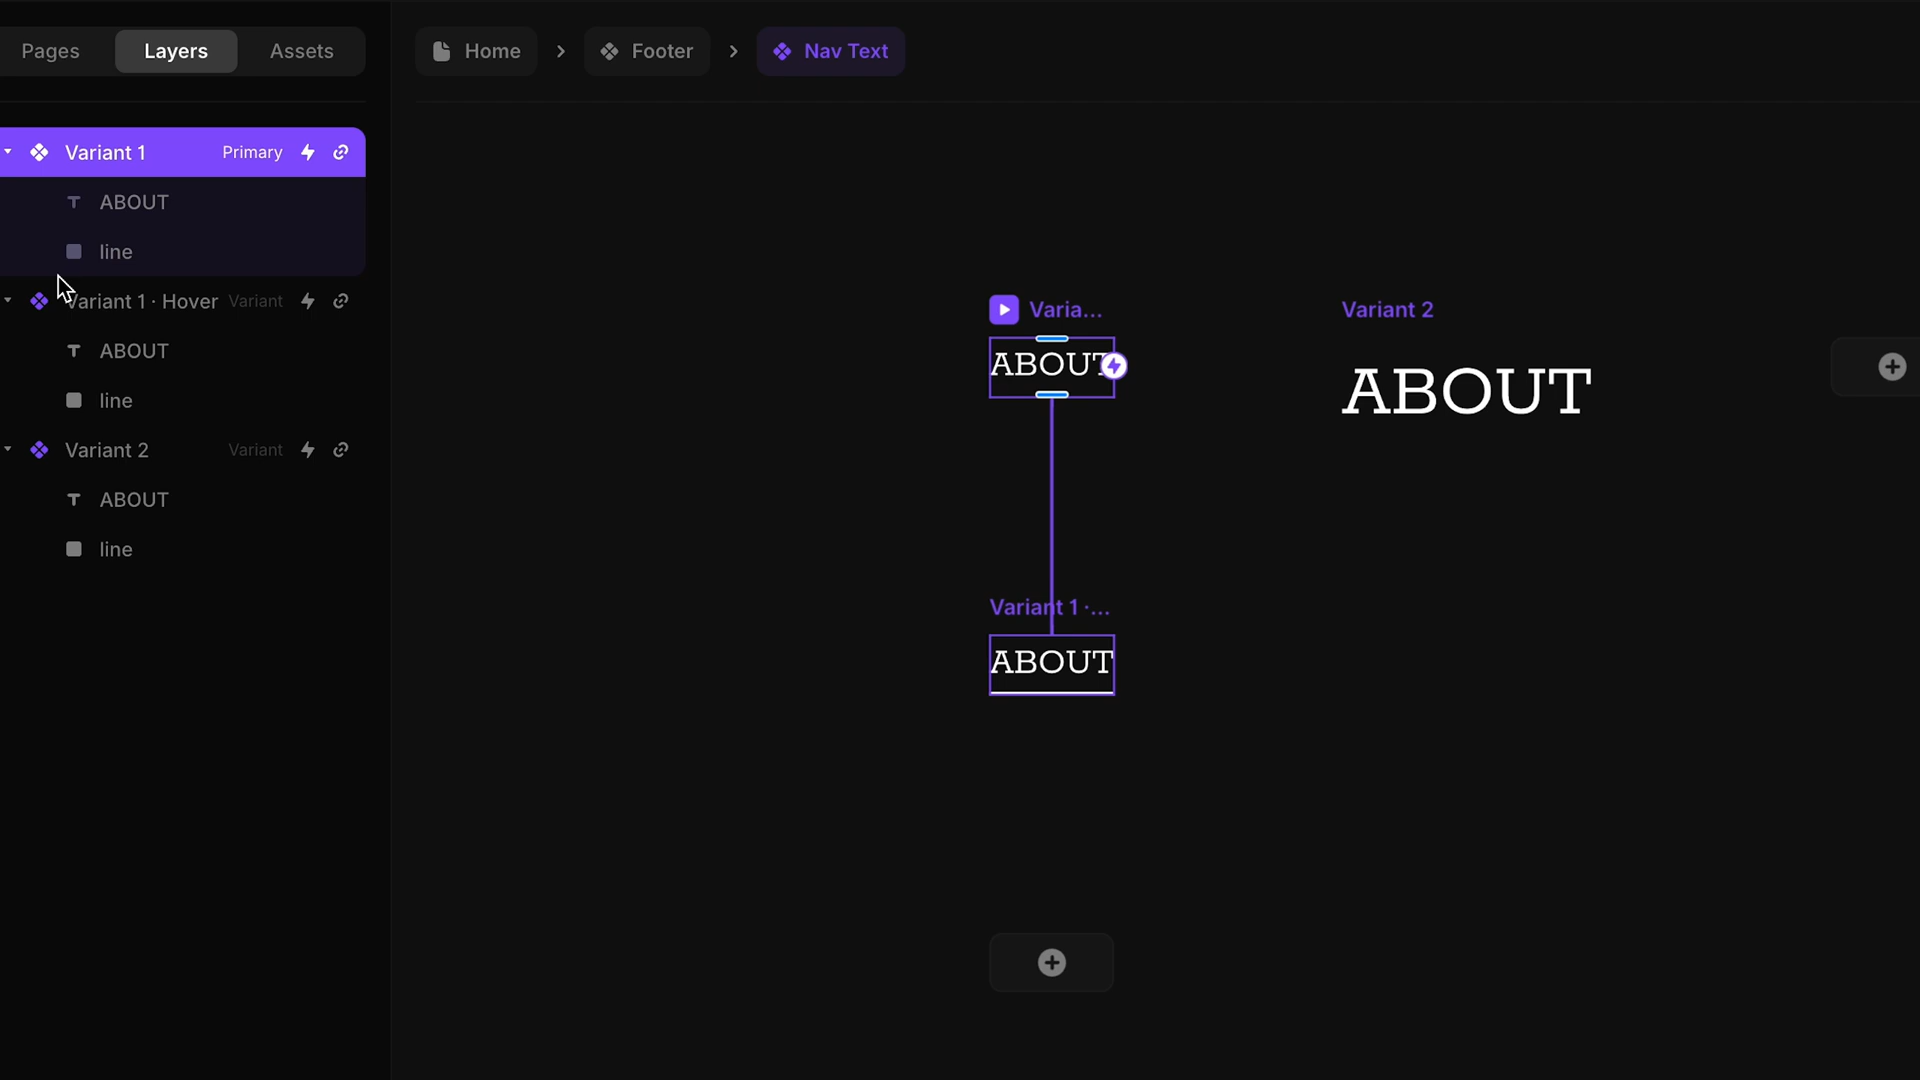 Pages Layers Assets
Home Footer Nav Text
Variant 1 Primary
ABOUT
line
Variant 1 · Hover Variant
ABOUT
line
Variant 2 Variant
ABOUT
line
Varia...
ABOUT
Variant 2
ABOUT
Variant 1 ·...
ABOUT